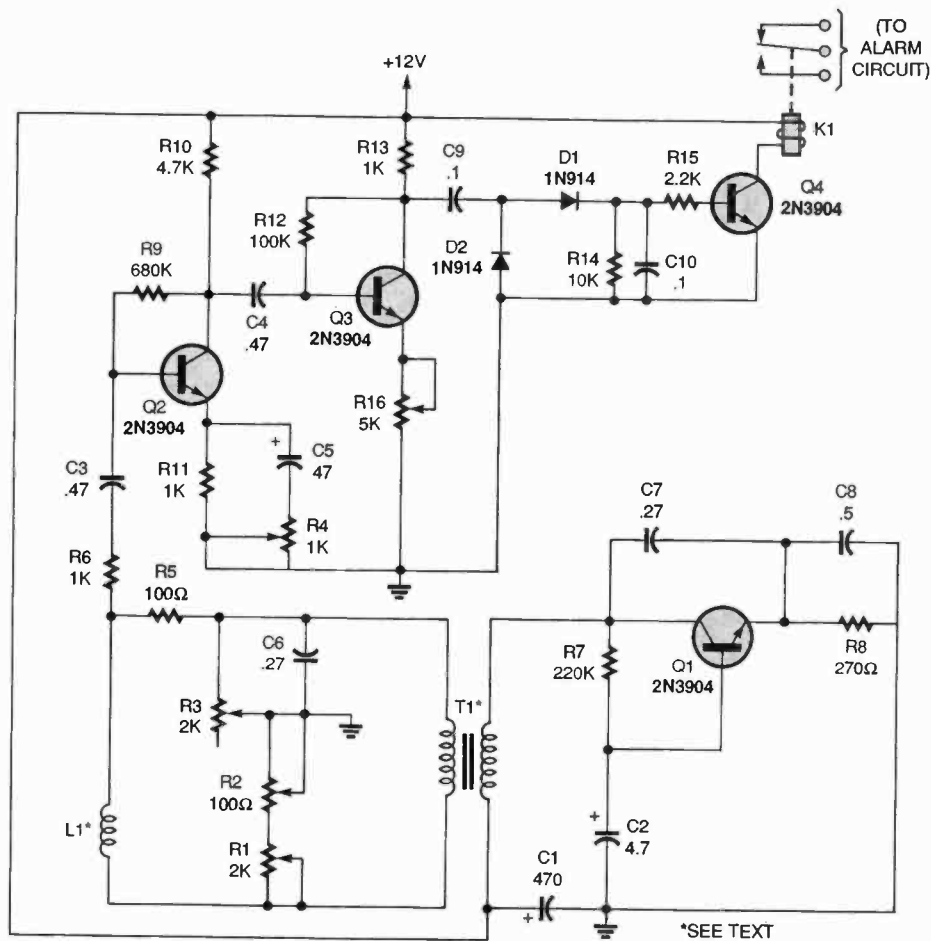 (TO
ALARM
CIRCUIT)
+12V
K1
R10
4.7K
R13
1K
C9
.1
D1
1N914
R15
2.2K
Q4
2N3904
R12
100K
D2
1N914
R14
10K
C10
.1
R9
680K
C4
.47
Q3
2N3904
Q2
2N3904
R16
5K
C3
.47
R11
1K
C5
+
47
R4
1K
C7
.27
C8
.5
R6
1K
R5
100Ω
C6
.27
R7
220K
Q1
2N3904
R8
270Ω
R3
2K
T1*
R2
100Ω
L1*
R1
2K
C1
470
+
C2
4.7
+
*SEE TEXT